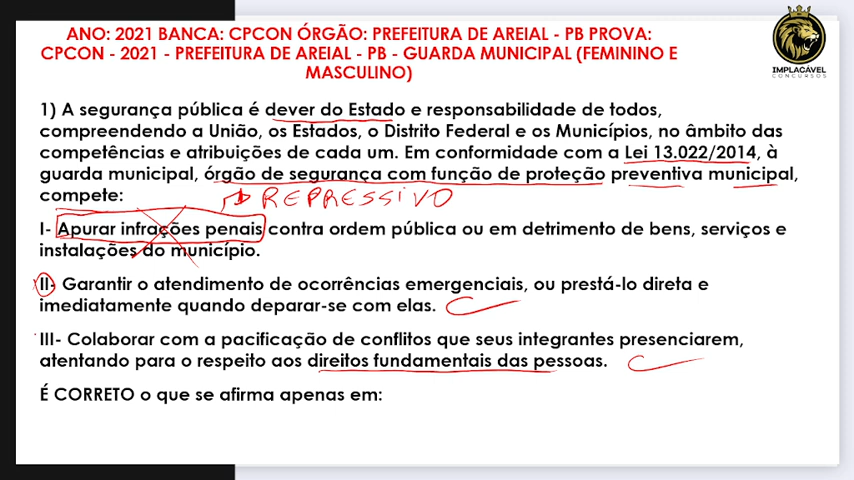 ANO: 2021 BANCA: CPCON ÓRGÃO: PREFEITURA DE AREIAL - PB PROVA:
CPCON - 2021 - PREFEITURA DE AREIAL - PB - GUARDA MUNICIPAL (FEMININO E
MASCULINO)
IMPLACÁVEL
CONCURSOS
1) A segurança pública é dever do Estado e responsabilidade de todos,
compreendendo a União, os Estados, o Distrito Federal e os Municípios, no âmbito das
competências e atribuições de cada um. Em conformidade com a Lei 13.022/2014, à
guarda municipal, órgão de segurança com função de proteção preventiva municipal,
compete:
REPRESSIVO
I- Apurar infrações penais contra ordem pública ou em detrimento de bens, serviços e
instalações do município.
II- Garantir o atendimento de ocorrências emergenciais, ou prestá-lo direta e
imediatamente quando deparar-se com elas.
III- Colaborar com a pacificação de conflitos que seus integrantes presenciarem,
atentando para o respeito aos direitos fundamentais das pessoas.
É CORRETO o que se afirma apenas em: